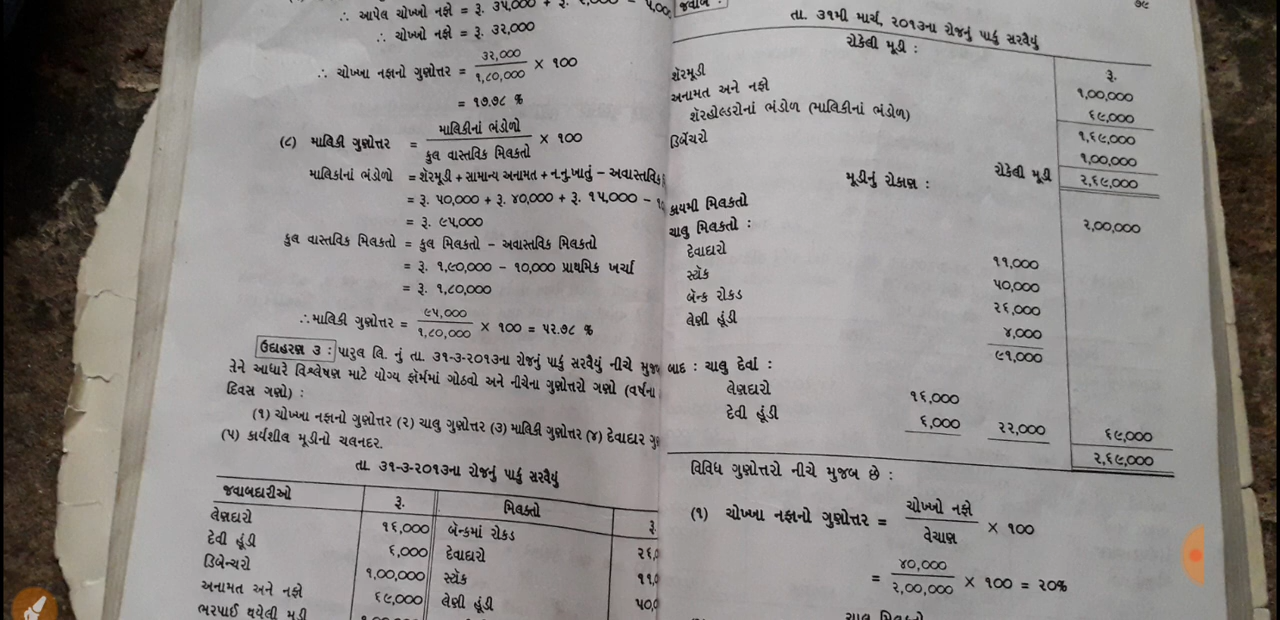 ∴ આપેલ ચોખ્ખો નફો = રૂ. ૩૫,૦૦૦ + રૂ.
∴ ચોખ્ખો નફો = રૂ. ૩૨,૦૦૦
∴ ચોખ્ખા નફાનો ગુણોત્તર = ૩૨,૦૦૦ / ૧,૮૦,૦૦૦ × ૧૦૦
= ૧૭.૭૮ %
(૮) માલિકી ગુણોત્તર = માલિકીનાં ભંડોળો / કુલ વાસ્તવિક મિલકતો × ૧૦૦
માલિકીનાં ભંડોળો = શેરમૂડી + સામાન્ય અનામત + ન.નુ.ખાતું − અવાસ્તવિક
= રૂ. ૫૦,૦૦૦ + રૂ. ૪૦,૦૦૦ + રૂ. ૧૫,૦૦૦ −
= રૂ. ૯૫,૦૦૦
કુલ વાસ્તવિક મિલકતો = કુલ મિલકતો − અવાસ્તવિક મિલકતો
= રૂ. ૧,૯૦,૦૦૦ − ૧૦,૦૦૦ પ્રાથમિક ખર્ચા
= રૂ. ૧,૮૦,૦૦૦
∴ માલિકી ગુણોત્તર = ૯૫,૦૦૦ / ૧,૮૦,૦૦૦ × ૧૦૦ = ૫૨.૭૮ %
ઉદાહરણ ૩ : પારુલ લિ. નું તા. ૩૧-૩-૨૦૧૩ના રોજનું પાકું સરવૈયું નીચે મુજ
તેને આધારે વિશ્લેષણ માટે યોગ્ય ફૉર્મમાં ગોઠવો અને નીચેના ગુણોત્તરો ગણો (વર્ષના
દિવસ ગણો) :
(૧) ચોખ્ખા નફાનો ગુણોત્તર (૨) ચાલુ ગુણોત્તર (૩) માલિકી ગુણોત્તર (૪) દેવાદાર
(૫) કાર્યશીલ મૂડીનો ચલનદર.
તા. ૩૧-૩-૨૦૧૩ના રોજનું પાકું સરવૈયું
જવાબદારીઓ રૂ. મિલકતો રૂ
લેણદારો ૧૬,૦૦૦ બૅન્કમાં રોકડ ૨૬,૦
દેવી હૂંડી ૬,૦૦૦ દેવાદારો ૧૧,૦
ડિબેન્ચરો ૧,૦૦,૦૦૦ સ્ટૉક ૫૦,૦
અનામત અને નફો ૬૯,૦૦૦ લેણી હૂંડી
ભરપાઈ થયેલી મૂડી
૭૯
જવાબ :
તા. ૩૧મી માર્ચ, ૨૦૧૩ના રોજનું પાકું સરવૈયું
રોકેલી મૂડી :
રૂ.
શૅરમૂડી ૧,૦૦,૦૦૦
અનામત અને નફો ૬૯,૦૦૦
શૅરહોલ્ડરોનાં ભંડોળ (માલિકીનાં ભંડોળ) ૧,૬૯,૦૦૦
ડિબેંચરો ૧,૦૦,૦૦૦
રોકેલી મૂડી ૨,૬૯,૦૦૦
મૂડીનું રોકાણ :
કાયમી મિલકતો ૨,૦૦,૦૦૦
ચાલુ મિલકતો :
દેવાદારો ૧૧,૦૦૦
સ્ટૉક ૫૦,૦૦૦
બૅન્ક રોકડ ૨૬,૦૦૦
લેણી હૂંડી ૪,૦૦૦
૯૧,૦૦૦
બાદ : ચાલુ દેવાં :
લેણદારો ૧૬,૦૦૦
દેવી હૂંડી ૬,૦૦૦ ૨૨,૦૦૦ ૬૯,૦૦૦
૨,૬૯,૦૦૦
વિવિધ ગુણોત્તરો નીચે મુજબ છે :
(૧) ચોખ્ખા નફાનો ગુણોત્તર = ચોખ્ખો નફો / વેચાણ × ૧૦૦
= ૪૦,૦૦૦ / ૨,૦૦,૦૦૦ × ૧૦૦ = ૨૦%